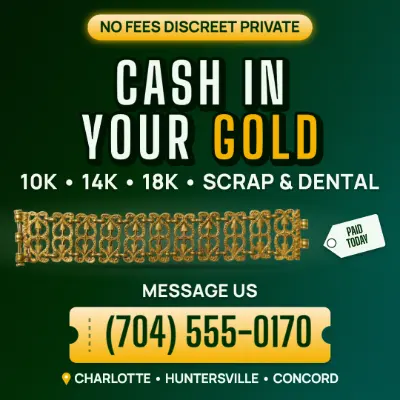 NO FEES DISCREET PRIVATE
CASH IN
YOUR GOLD
10K • 14K • 18K • SCRAP & DENTAL
PAID
TODAY
MESSAGE US
(704) 555-0170
CHARLOTTE • HUNTERSVILLE • CONCORD